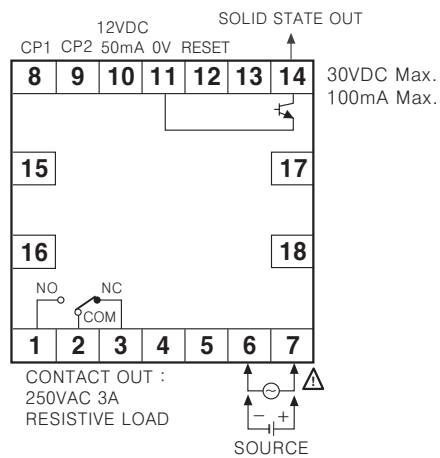 SOLID STATE OUT
12VDC
CP1 CP2 50mA 0V RESET
8 9 10 11 12 13 14
30VDC Max.
100mA Max.
15 17
16 18
NO NC
COM
1 2 3 4 5 6 7
CONTACT OUT :
250VAC 3A
RESISTIVE LOAD
− +
SOURCE